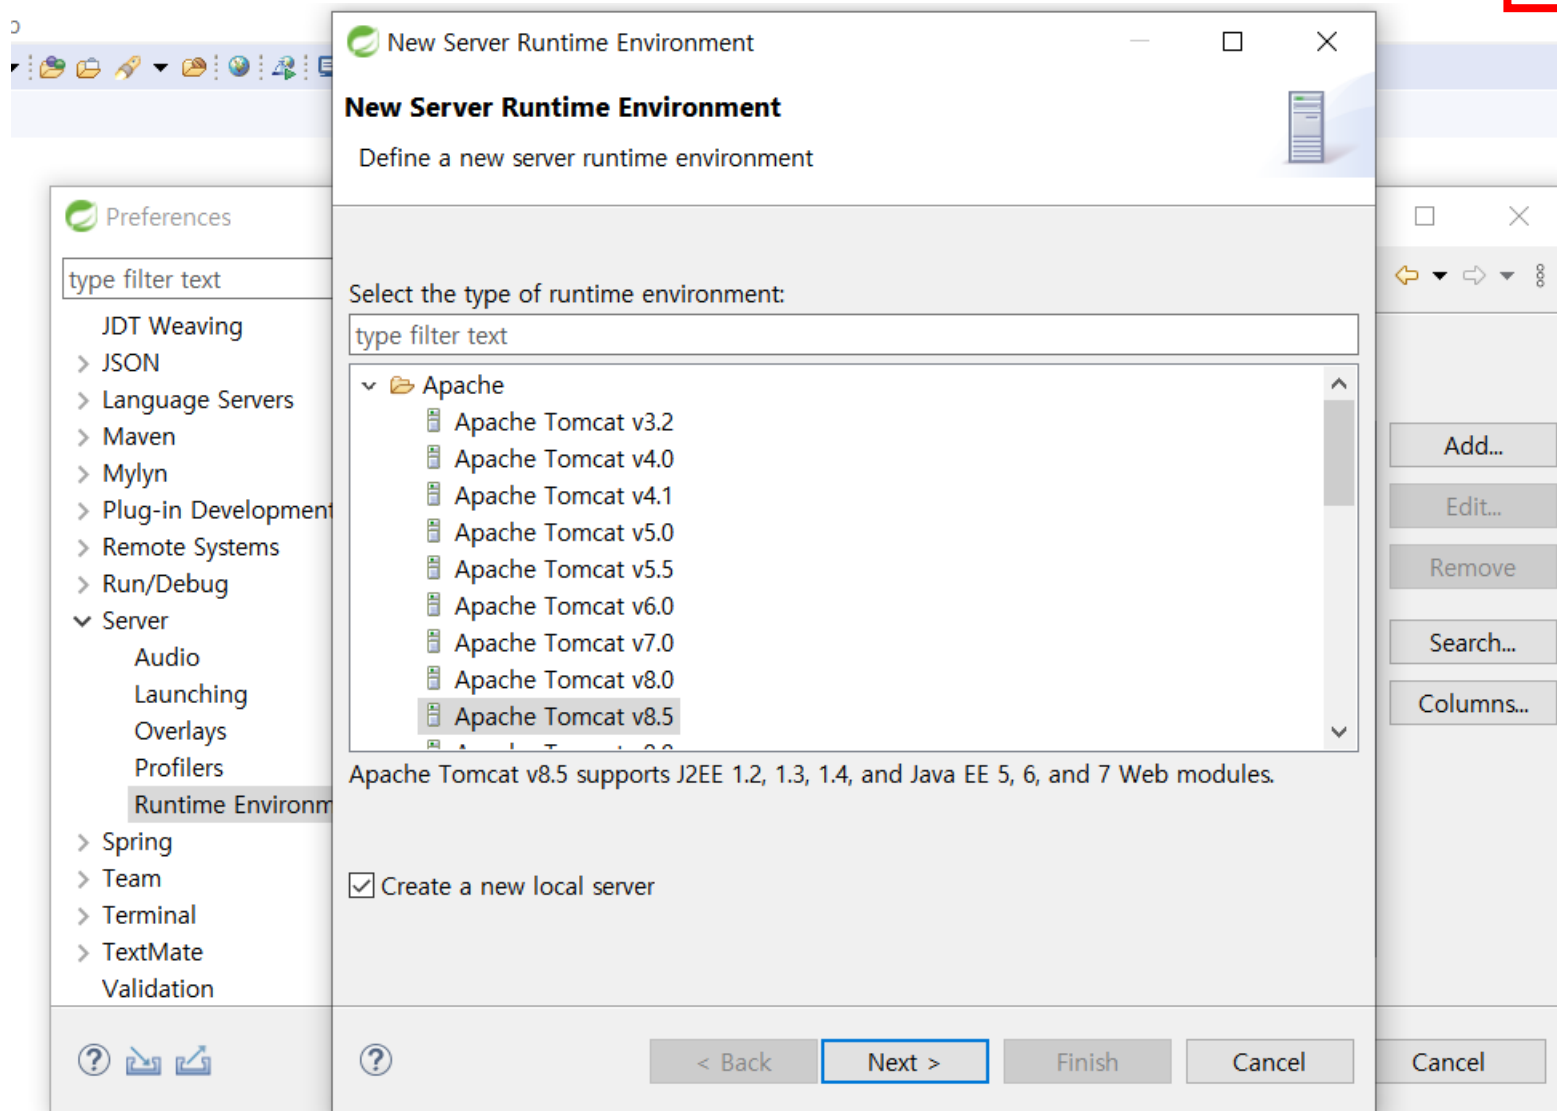 New Server Runtime Environment
New Server Runtime Environment
Define a new server runtime environment
Select the type of runtime environment:
type filter text
Apache
Apache Tomcat v3.2
Apache Tomcat v4.0
Apache Tomcat v4.1
Apache Tomcat v5.0
Apache Tomcat v5.5
Apache Tomcat v6.0
Apache Tomcat v7.0
Apache Tomcat v8.0
Apache Tomcat v8.5
Apache Tomcat v8.5 supports J2EE 1.2, 1.3, 1.4, and Java EE 5, 6, and 7 Web modules.
Create a new local server
< Back
Next >
Finish
Cancel
Preferences
type filter text
JDT Weaving
JSON
Language Servers
Maven
Mylyn
Plug-in Development
Remote Systems
Run/Debug
Server
Audio
Launching
Overlays
Profilers
Runtime Environm
Spring
Team
Terminal
TextMate
Validation
Add...
Edit...
Remove
Search...
Columns...
Cancel